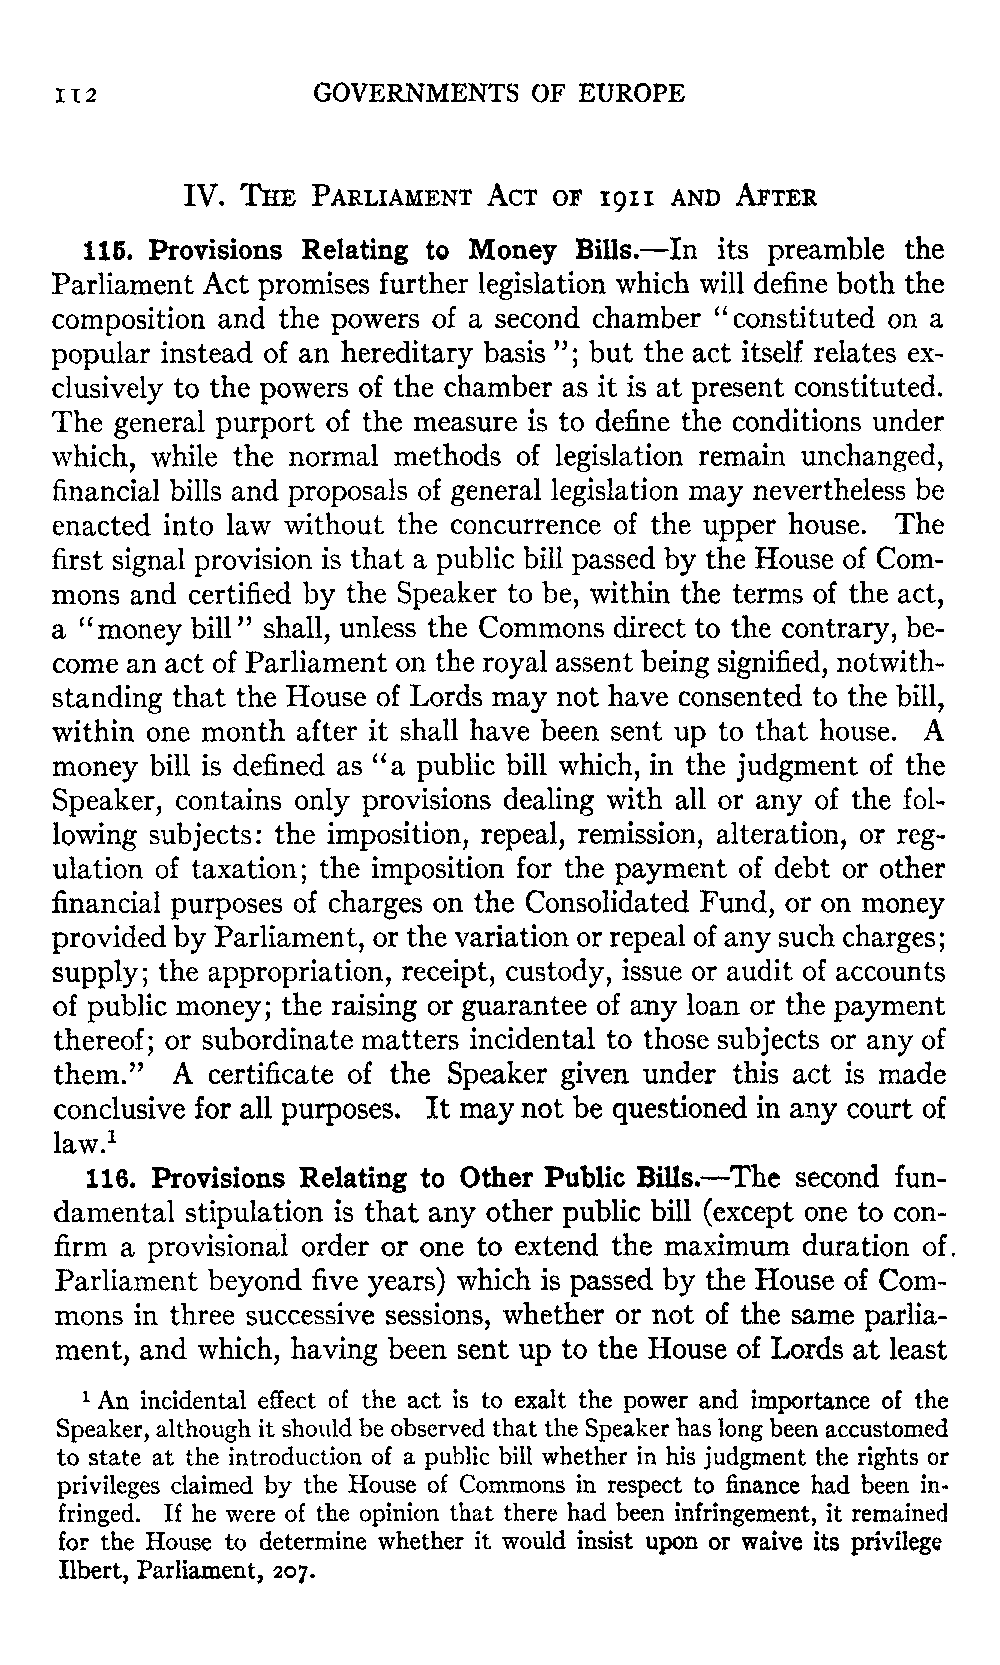 112 GOVERNMENTS OF EUROPE
IV. THE PARLIAMENT ACT OF 1911 AND AFTER
115. Provisions Relating to Money Bills.—In its preamble the
Parliament Act promises further legislation which will define both the
composition and the powers of a second chamber “constituted on a
popular instead of an hereditary basis”; but the act itself relates ex-
clusively to the powers of the chamber as it is at present constituted.
The general purport of the measure is to define the conditions under
which, while the normal methods of legislation remain unchanged,
financial bills and proposals of general legislation may nevertheless be
enacted into law without the concurrence of the upper house. The
first signal provision is that a public bill passed by the House of Com-
mons and certified by the Speaker to be, within the terms of the act,
a “money bill” shall, unless the Commons direct to the contrary, be-
come an act of Parliament on the royal assent being signified, notwith-
standing that the House of Lords may not have consented to the bill,
within one month after it shall have been sent up to that house. A
money bill is defined as “a public bill which, in the judgment of the
Speaker, contains only provisions dealing with all or any of the fol-
lowing subjects: the imposition, repeal, remission, alteration, or reg-
ulation of taxation; the imposition for the payment of debt or other
financial purposes of charges on the Consolidated Fund, or on money
provided by Parliament, or the variation or repeal of any such charges;
supply; the appropriation, receipt, custody, issue or audit of accounts
of public money; the raising or guarantee of any loan or the payment
thereof; or subordinate matters incidental to those subjects or any of
them.” A certificate of the Speaker given under this act is made
conclusive for all purposes. It may not be questioned in any court of
law.¹
116. Provisions Relating to Other Public Bills.—The second fun-
damental stipulation is that any other public bill (except one to con-
firm a provisional order or one to extend the maximum duration of.
Parliament beyond five years) which is passed by the House of Com-
mons in three successive sessions, whether or not of the same parlia-
ment, and which, having been sent up to the House of Lords at least
¹ An incidental effect of the act is to exalt the power and importance of the
Speaker, although it should be observed that the Speaker has long been accustomed
to state at the introduction of a public bill whether in his judgment the rights or
privileges claimed by the House of Commons in respect to finance had been in-
fringed. If he were of the opinion that there had been infringement, it remained
for the House to determine whether it would insist upon or waive its privilege
Ilbert, Parliament, 207.